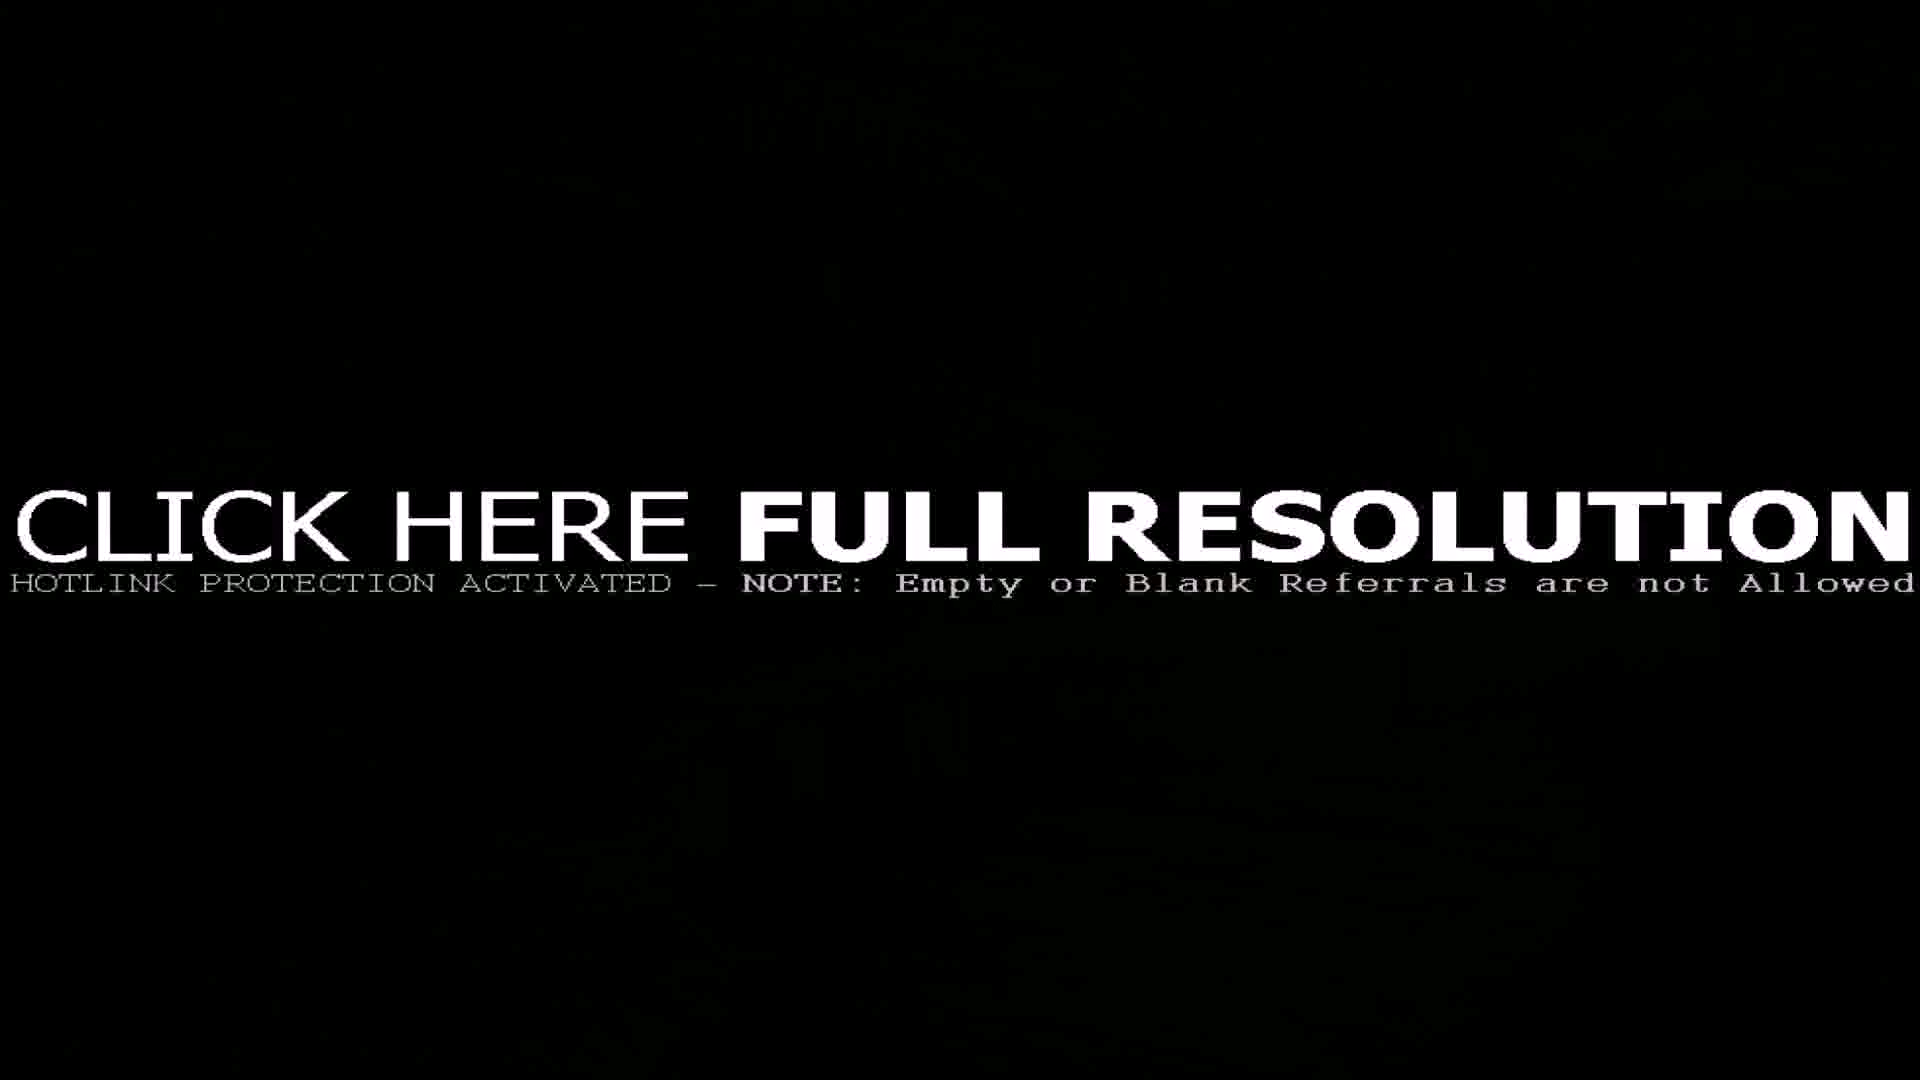 CLICK HERE FULL RESOLUTION
HOTLINK PROTECTION ACTIVATED - NOTE: Empty or Blank Referrals are not Allowed